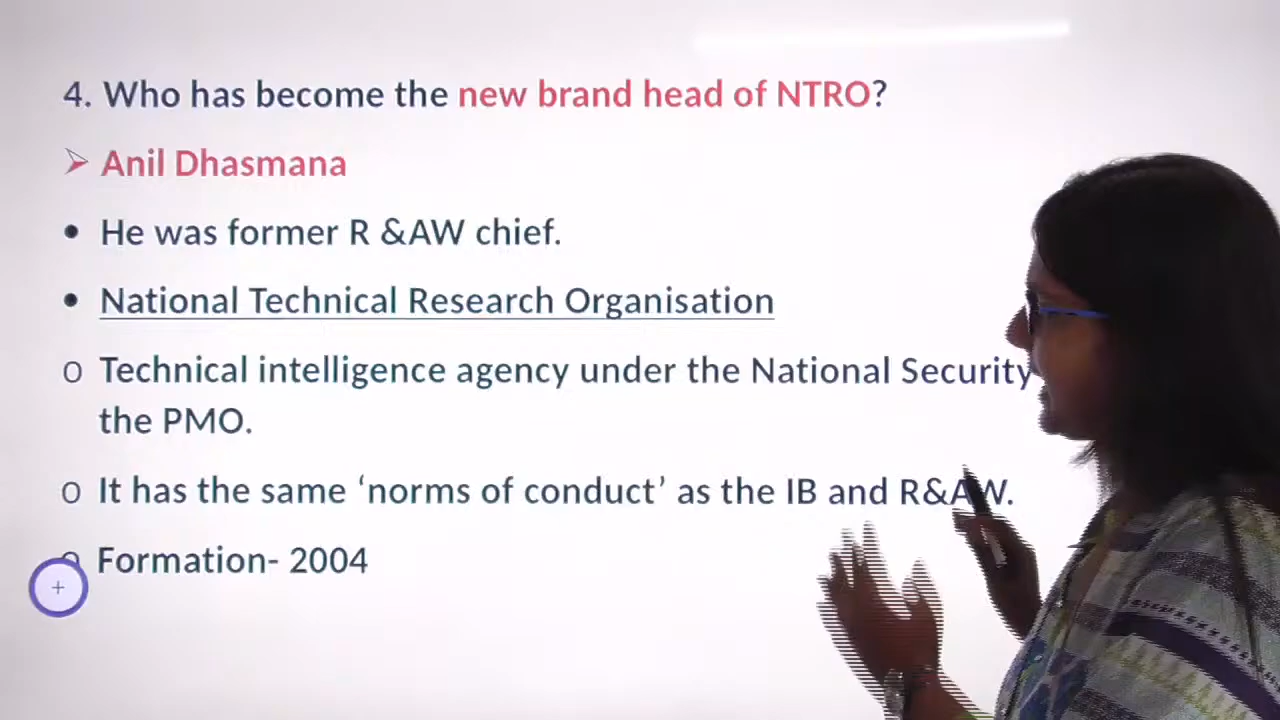 4. Who has become the new brand head of NTRO?
➢ Anil Dhasmana
• He was former R &AW chief.
• National Technical Research Organisation
o Technical intelligence agency under the National Security
the PMO.
o It has the same ‘norms of conduct’ as the IB and R&AW.
o Formation- 2004